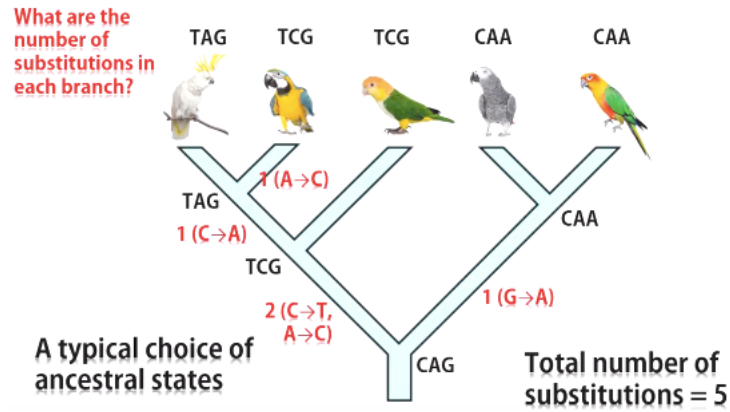 What are the
number of
substitutions in
each branch?
TAG
TCG
TCG
CAA
CAA
1 (A→C)
TAG
1 (C→A)
CAA
TCG
2 (C→T,
A→C)
1 (G→A)
CAG
A typical choice of
ancestral states
Total number of
substitutions = 5